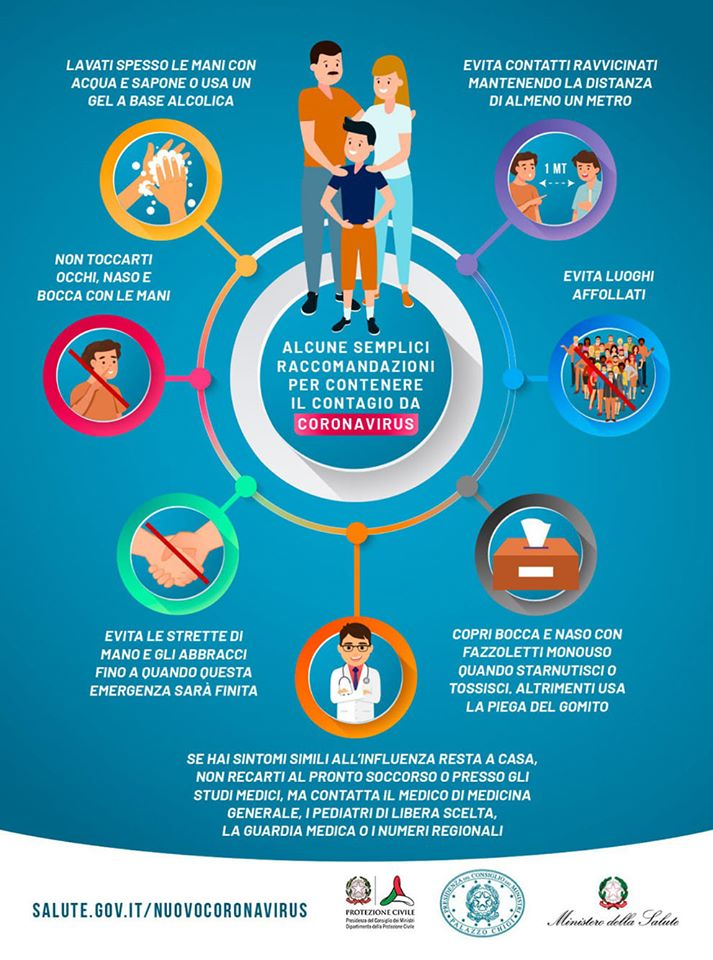 LAVATI SPESSO LE MANI CON
ACQUA E SAPONE O USA UN
GEL A BASE ALCOLICA
EVITA CONTATTI RAVVICINATI
MANTENENDO LA DISTANZA
DI ALMENO UN METRO
1 MT
NON TOCCARTI
OCCHI, NASO E
BOCCA CON LE MANI
EVITA LUOGHI
AFFOLLATI
ALCUNE SEMPLICI
RACCOMANDAZIONI
PER CONTENERE
IL CONTAGIO DA
CORONAVIRUS
EVITA LE STRETTE DI
MANO E GLI ABBRACCI
FINO A QUANDO QUESTA
EMERGENZA SARÀ FINITA
COPRI BOCCA E NASO CON
FAZZOLETTI MONOUSO
QUANDO STARNUTISCI O
TOSSISCI. ALTRIMENTI USA
LA PIEGA DEL GOMITO
SE HAI SINTOMI SIMILI ALL'INFLUENZA RESTA A CASA,
NON RECARTI AL PRONTO SOCCORSO O PRESSO GLI
STUDI MEDICI, MA CONTATTA IL MEDICO DI MEDICINA
GENERALE, I PEDIATRI DI LIBERA SCELTA,
LA GUARDIA MEDICA O I NUMERI REGIONALI
SALUTE.GOV.IT/NUOVOCORONAVIRUS
PROTEZIONE CIVILE
Presidenza del Consiglio dei Ministri
Dipartimento della Protezione Civile
PRESIDENZA DEL CONSIGLIO DEI MINISTRI
PALAZZO CHIGI
Ministero della Salute